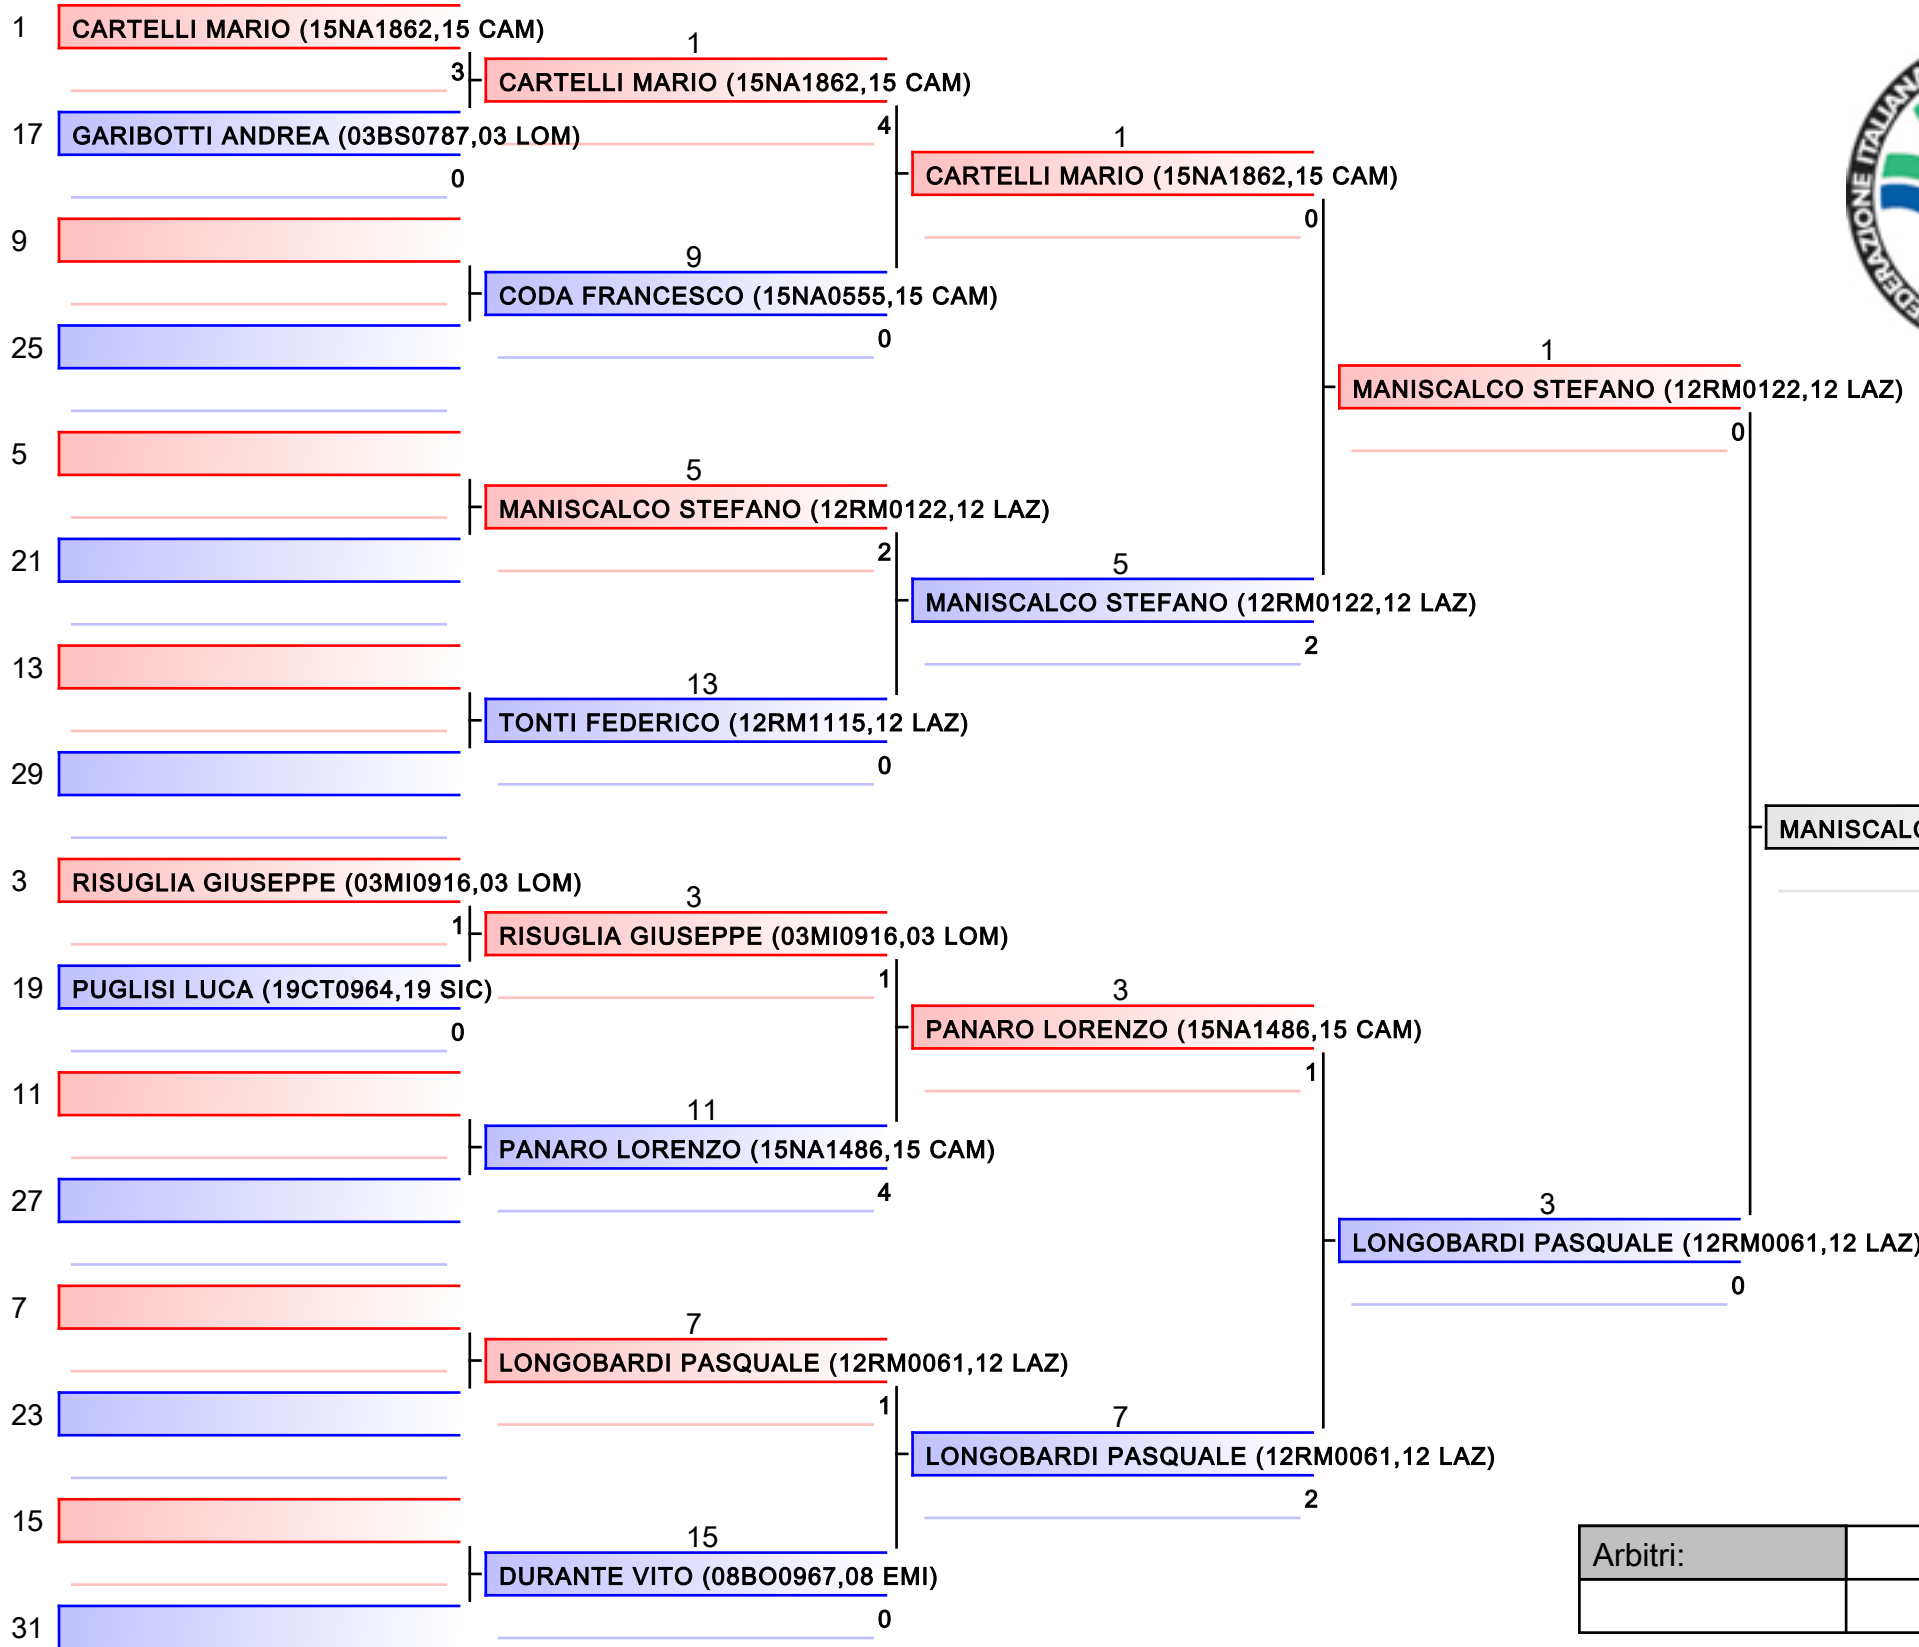 1 CARTELLI MARIO (15NA1862,15 CAM)
3
17 GARIBOTTI ANDREA (03BS0787,03 LOM)
0
9
25
5
21
13
29
3 RISUGLIA GIUSEPPE (03MI0916,03 LOM)
1
19 PUGLISI LUCA (19CT0964,19 SIC)
0
11
27
7
23
15
31
1
CARTELLI MARIO (15NA1862,15 CAM)
4
9
CODA FRANCESCO (15NA0555,15 CAM)
0
5
MANISCALCO STEFANO (12RM0122,12 LAZ)
2
13
TONTI FEDERICO (12RM1115,12 LAZ)
0
3
RISUGLIA GIUSEPPE (03MI0916,03 LOM)
1
11
PANARO LORENZO (15NA1486,15 CAM)
4
7
LONGOBARDI PASQUALE (12RM0061,12 LAZ)
1
15
DURANTE VITO (08BO0967,08 EMI)
0
1
CARTELLI MARIO (15NA1862,15 CAM)
0
5
MANISCALCO STEFANO (12RM0122,12 LAZ)
2
3
PANARO LORENZO (15NA1486,15 CAM)
1
7
LONGOBARDI PASQUALE (12RM0061,12 LAZ)
2
1
MANISCALCO STEFANO (12RM0122,12 LAZ)
0
3
LONGOBARDI PASQUALE (12RM0061,12 LAZ)
0
MANISCALC
FEDERAZIONE ITALIANA
Arbitri: